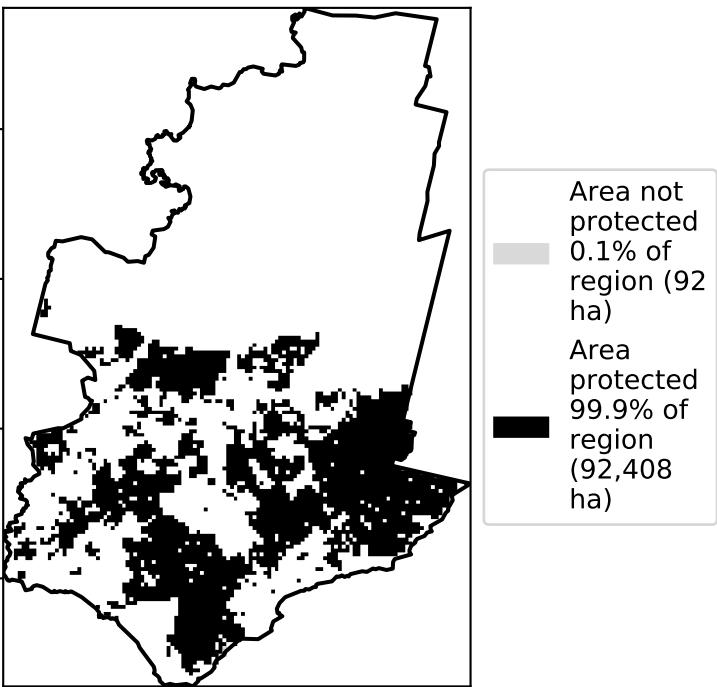 Area not
protected
0.1% of
region (92
ha)
Area
protected
99.9% of
region
(92,408
ha)